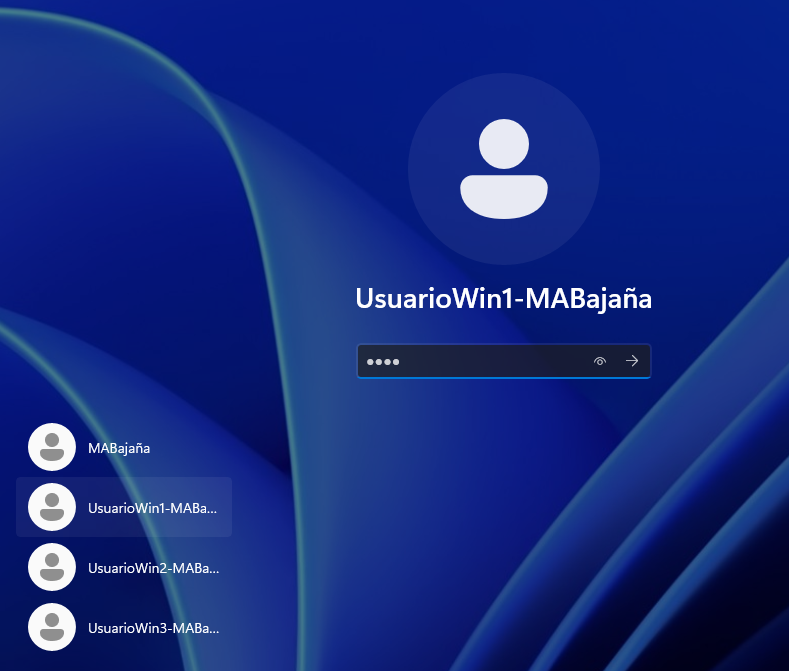 UsuarioWin1-MABajaña
●●●●
MABajaña
UsuarioWin1-MABa...
UsuarioWin2-MABa...
UsuarioWin3-MABa...